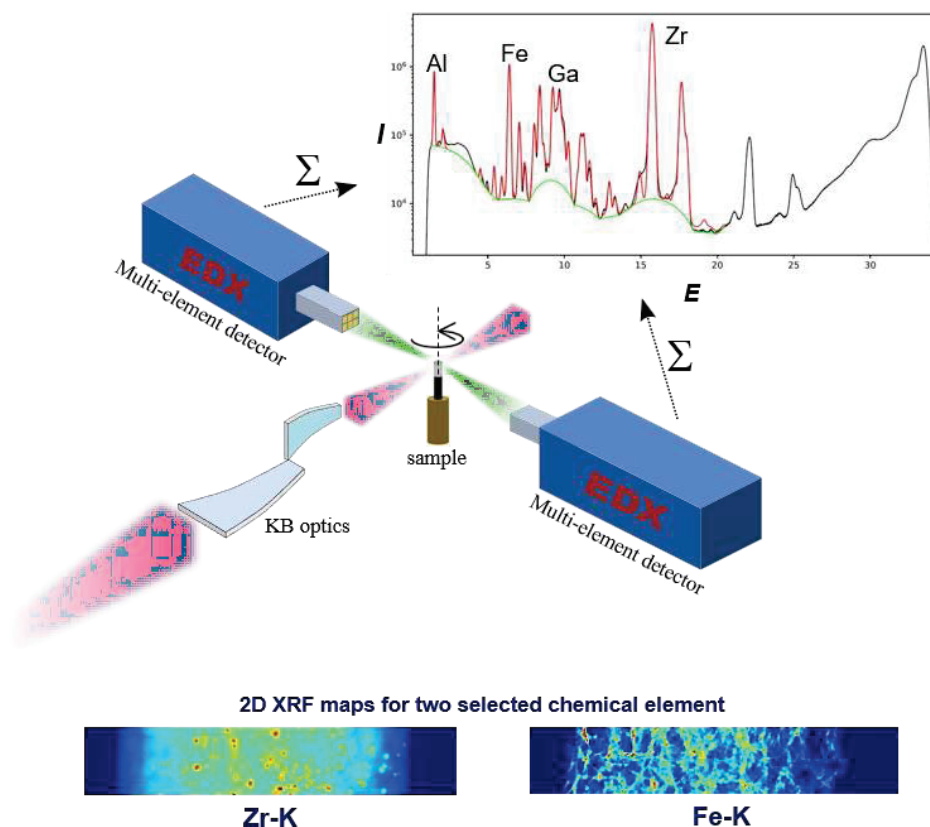 Al
Fe
Ga
Zr
I
10⁶
10⁵
10⁴
5
10
15
20
25
30
E
Σ
Σ
EDX
Multi-element detector
sample
KB optics
EDX
Multi-element detector
2D XRF maps for two selected chemical element
Zr-K
Fe-K